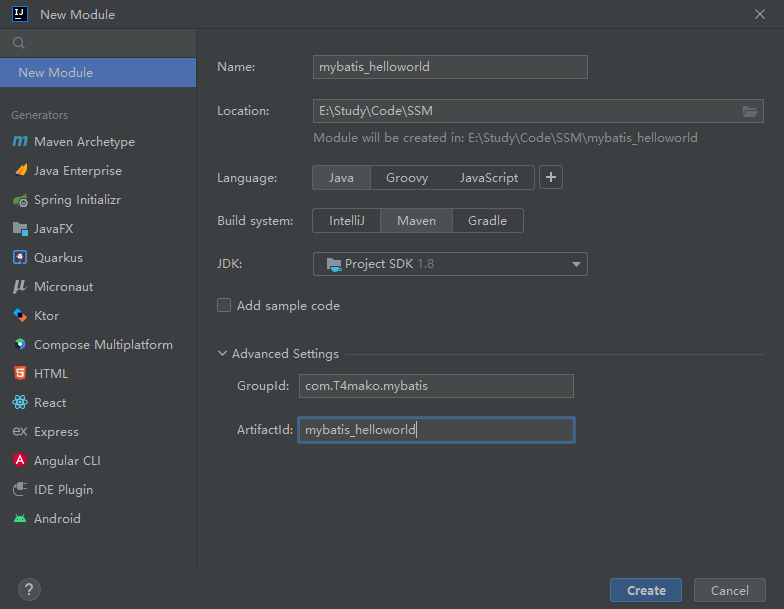 New Module
New Module
Generators
Maven Archetype
Java Enterprise
Spring Initializr
JavaFX
Quarkus
Micronaut
Ktor
Compose Multiplatform
HTML
React
Express
Angular CLI
IDE Plugin
Android
Name: mybatis_helloworld
Location: E:\Study\Code\SSM
Module will be created in: E:\Study\Code\SSM\mybatis_helloworld
Language: Java Groovy JavaScript +
Build system: IntelliJ Maven Gradle
JDK: Project SDK 1.8
Add sample code
Advanced Settings
GroupId: com.T4mako.mybatis
ArtifactId: mybatis_helloworld
? Create Cancel